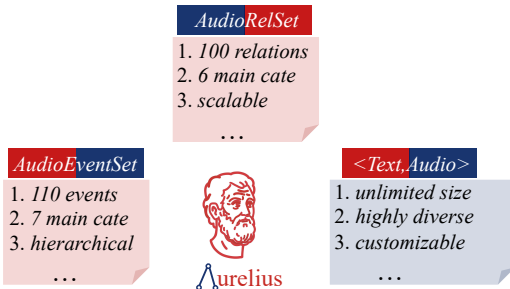 AudioRelSet
1. 100 relations
2. 6 main cate
3. scalable
...
AudioEventSet
1. 110 events
2. 7 main cate
3. hierarchical
...
<Text,Audio>
1. unlimited size
2. highly diverse
3. customizable
...
Aurelius